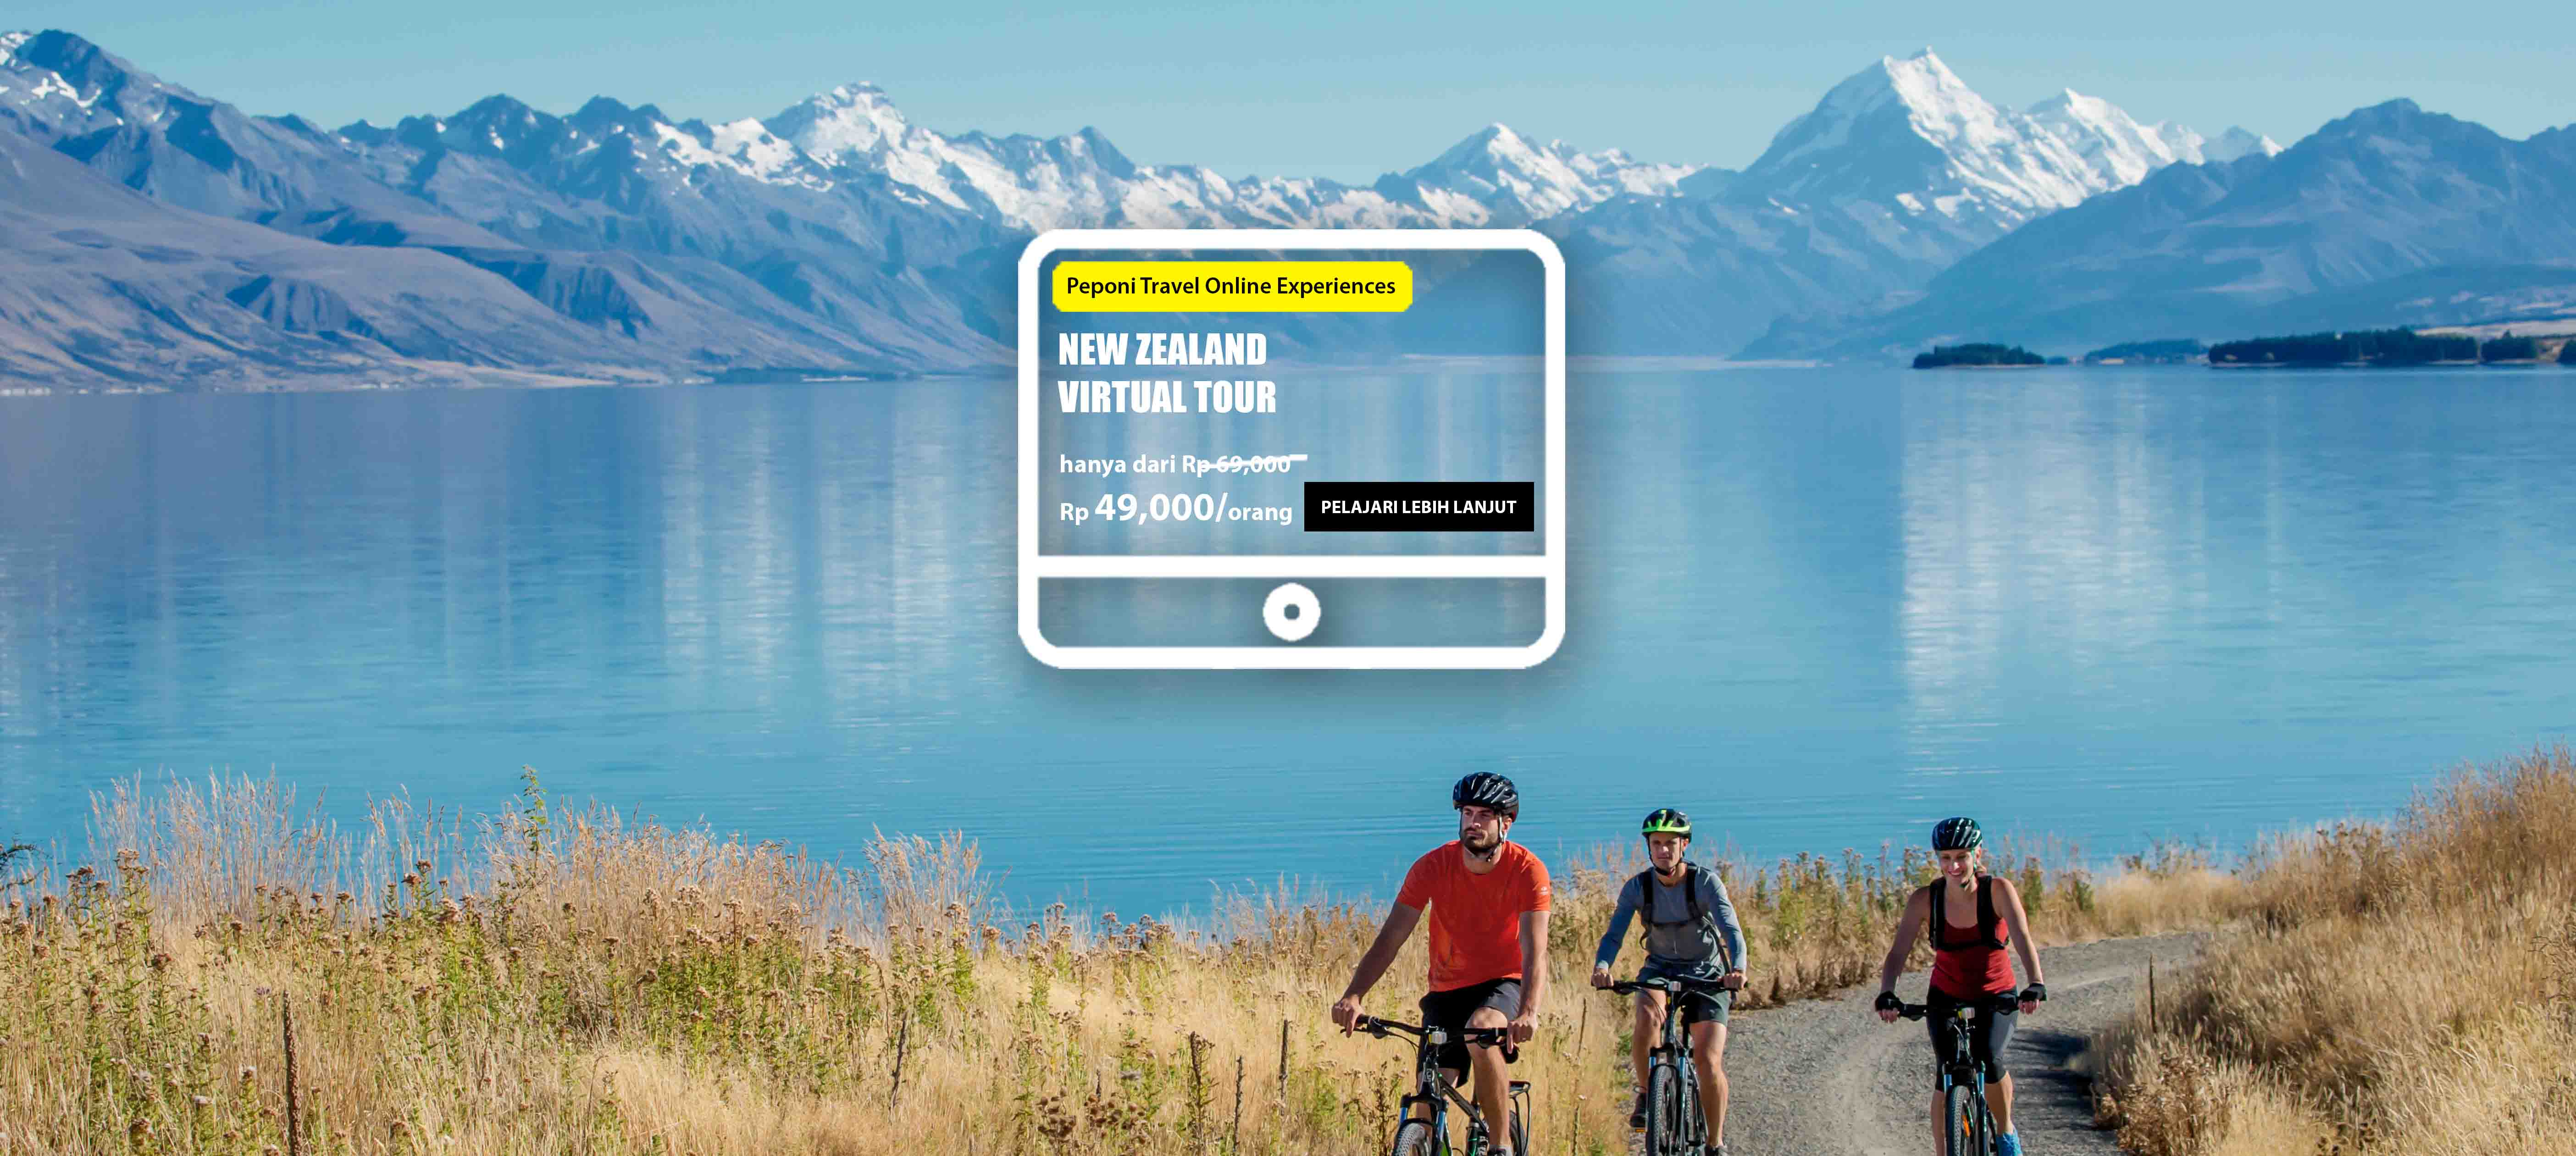 Peponi Travel Online Experiences
NEW ZEALAND
VIRTUAL TOUR
hanya dari Rp 69,000
Rp 49,000/orang
PELAJARI LEBIH LANJUT